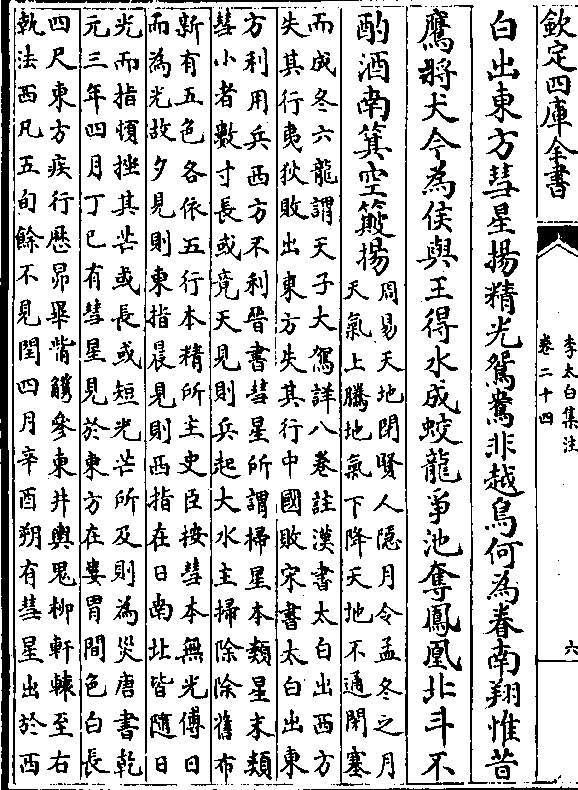 欽定四庫全書
李太白集注
卷二十四
六
白出東方彗星揚精光鴛鴦非越鳥何為眷南翔惟昔
鷹將犬今為侯與王得水成蛟龍爭池奪鳳凰北斗不
酌酒南箕空簸揚
周易天地閉賢人隱月令孟冬之月
天氣上騰地氣下降天地不通閉塞
而成冬六龍謂天子大駕詳八卷註漢書太白出西方
失其行夷狄敗出東方失其行中國敗宋書太白出東
方利用兵西方不利晉書彗星所謂掃星本類星末類
彗小者數寸長或竟天見則兵起大水主掃除除舊布
新有五色各依五行本精所主史臣按彗本無光傅日
而為光故夕見則東指晨見則西指在日南北皆隨日
光而指頓挫其芒或長或短光芒所及則為災唐書乾
元三年四月丁巳有彗星見於東方在婁胃間色白長
四尺東方疾行歷昴畢觜觿參東井輿鬼柳軒轅至右
執法西凡五旬餘不見閏四月辛酉朔有彗星出於西